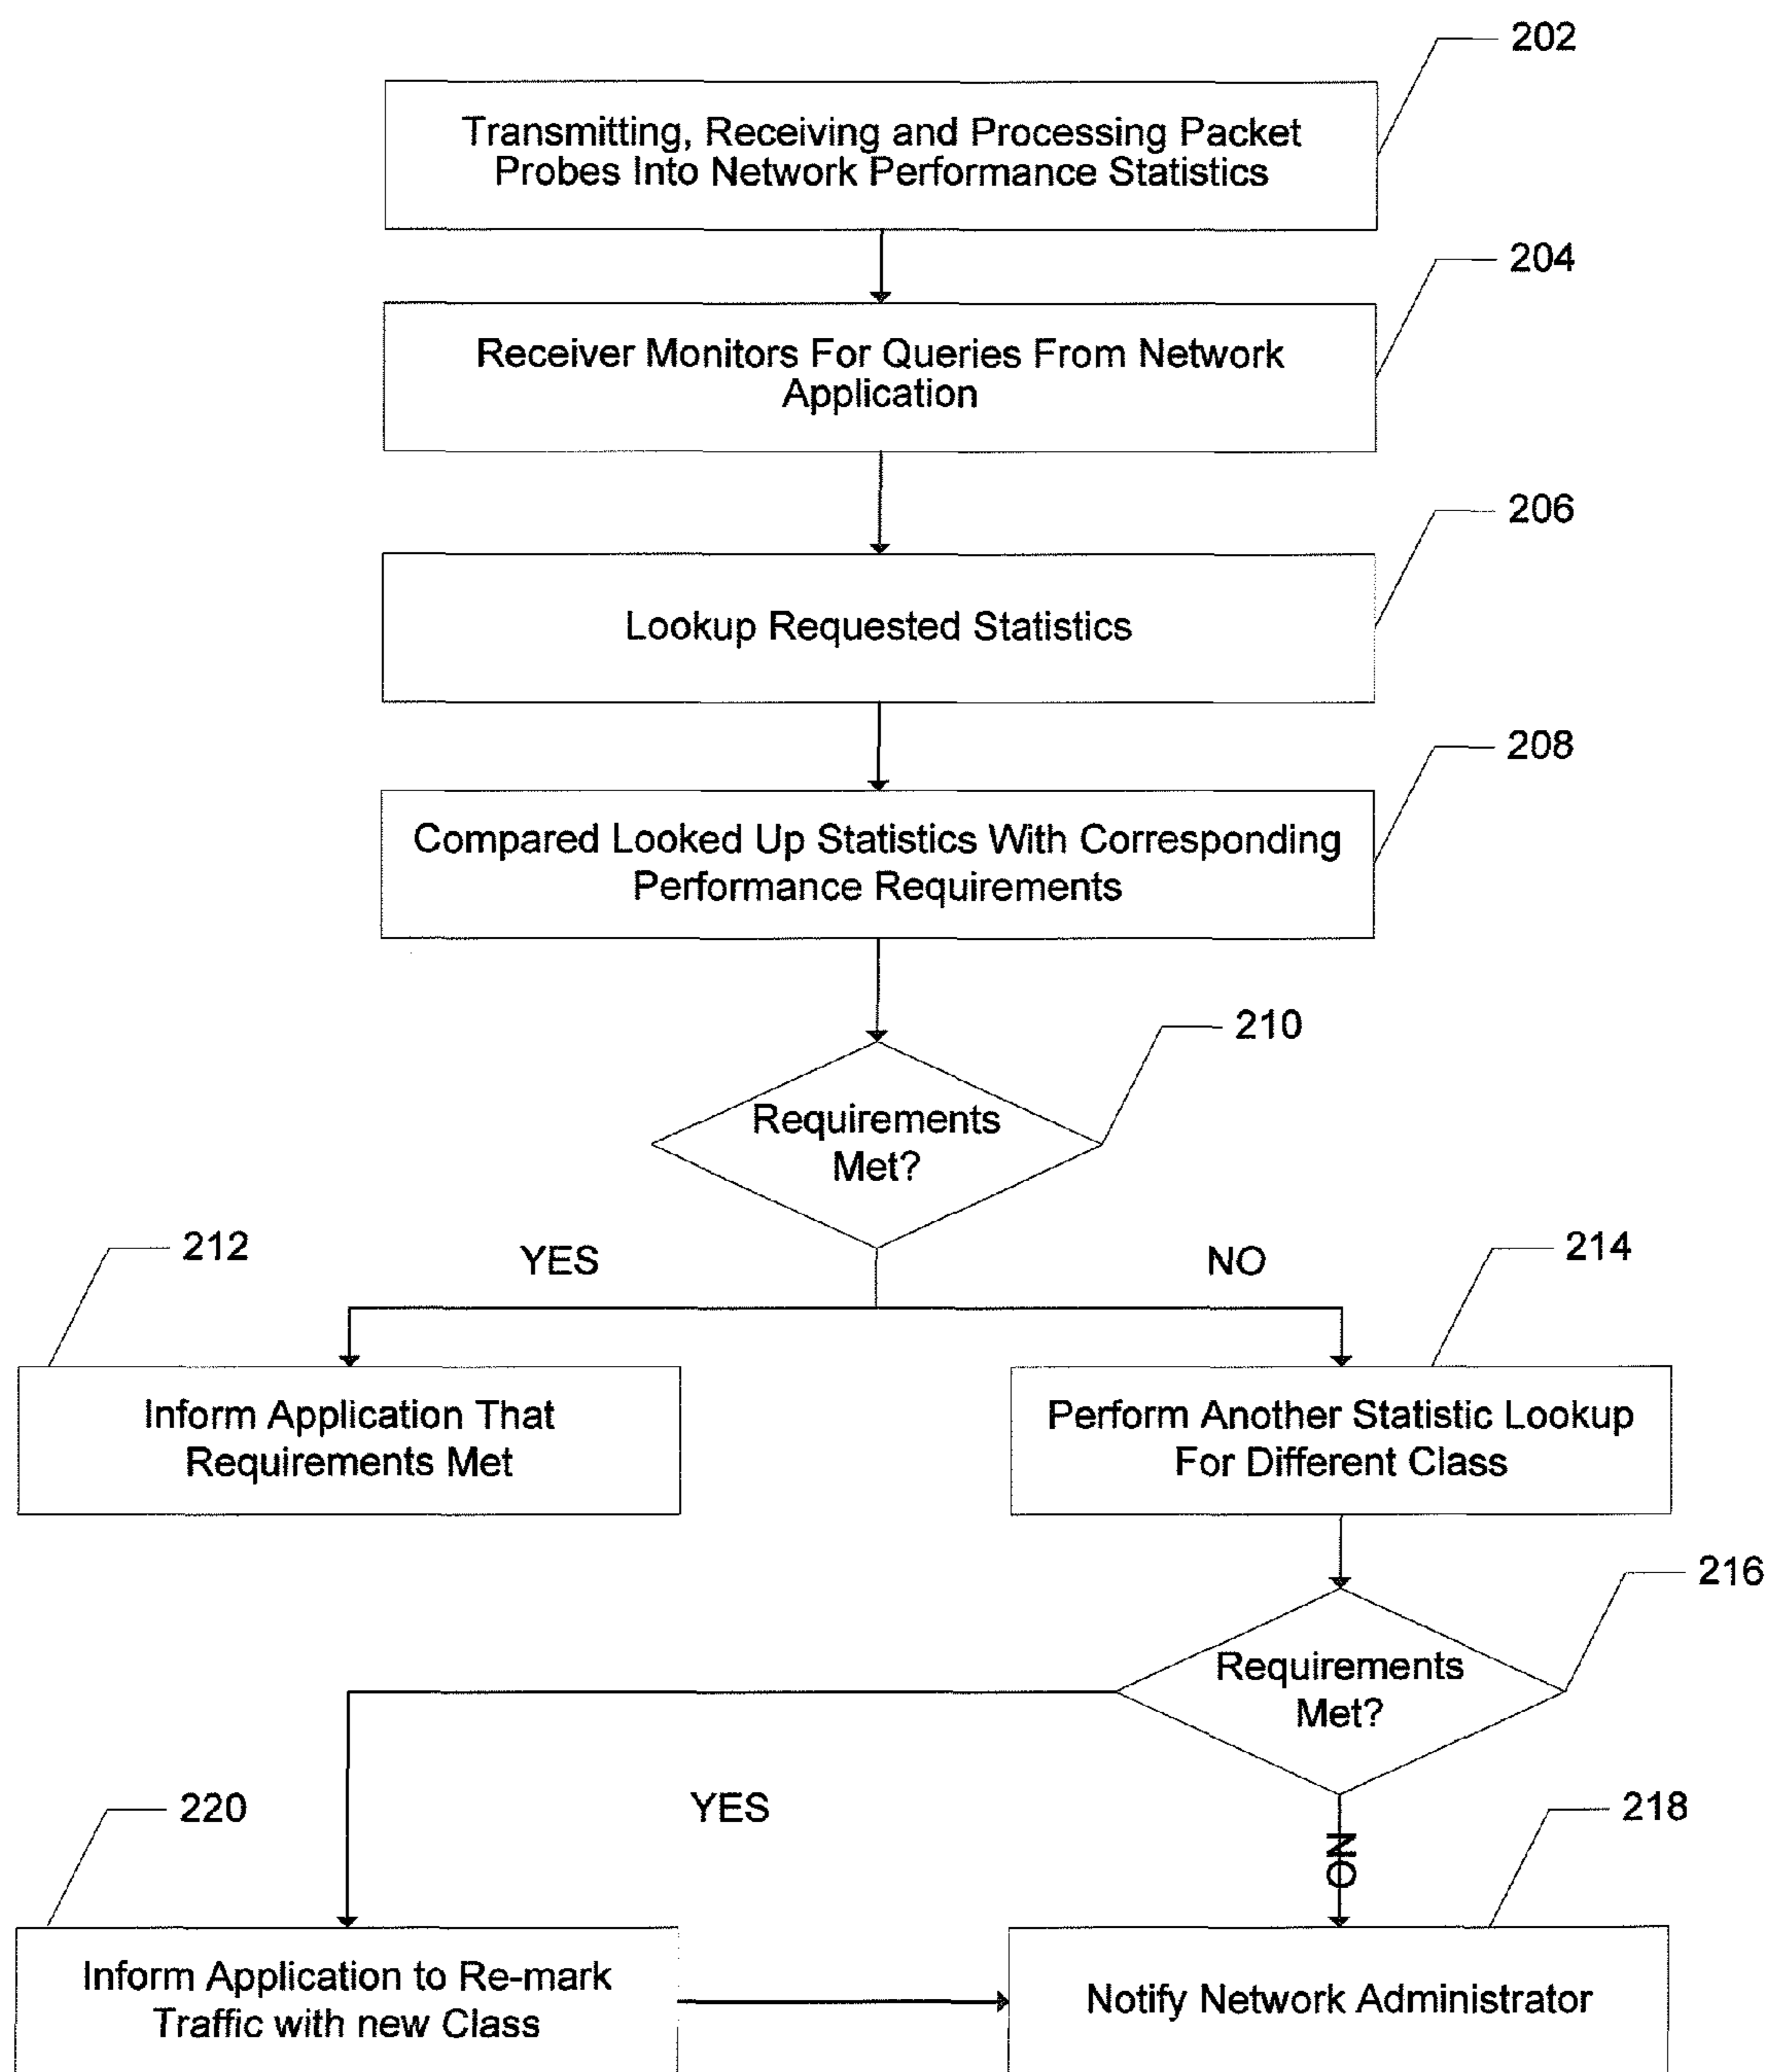 202
Transmitting, Receiving and Processing Packet
Probes Into Network Performance Statistics
204
Receiver Monitors For Queries From Network
Application
206
Lookup Requested Statistics
208
Compared Looked Up Statistics With Corresponding
Performance Requirements
210
Requirements
Met?
212
YES
NO
214
Inform Application That
Requirements Met
Perform Another Statistic Lookup
For Different Class
216
Requirements
Met?
220
YES
NO
218
Inform Application to Re-mark
Traffic with new Class
Notify Network Administrator